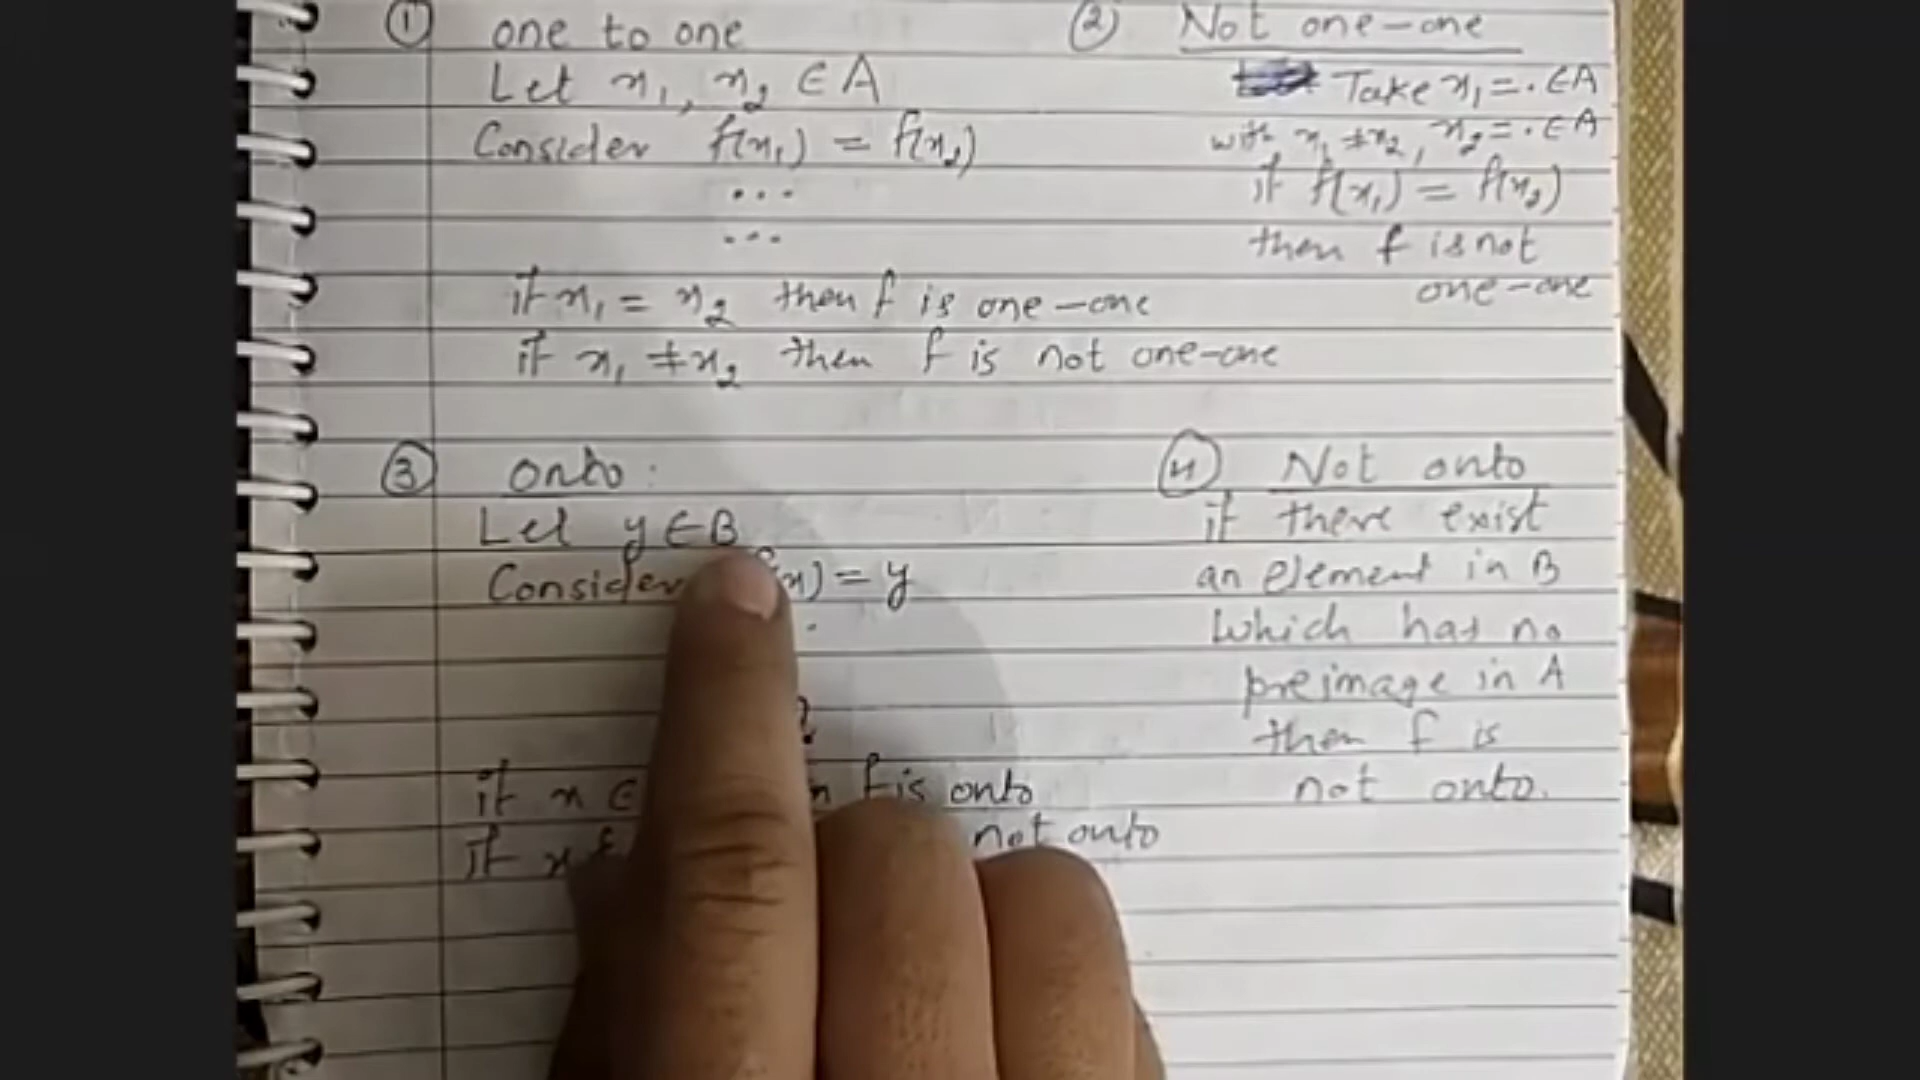 ① one to one
Let x₁, x₂ ∈ A
Consider f(x₁) = f(x₂)
...
...
if x₁ = x₂ then f is one-one
if x₁ ≠ x₂ then f is not one-one
② Not one-one
Take x₁ = . ∈ A
with x₁ ≠ x₂, x₂ = . ∈ A
if f(x₁) = f(x₂)
then f is not
one-one
③ onto :
Let y ∈ B
Consider (x) = y
if x ∈ f is onto
if x not onto
④ Not onto
if there exist
an element in B
which has no
preimage in A
then f is
not onto.